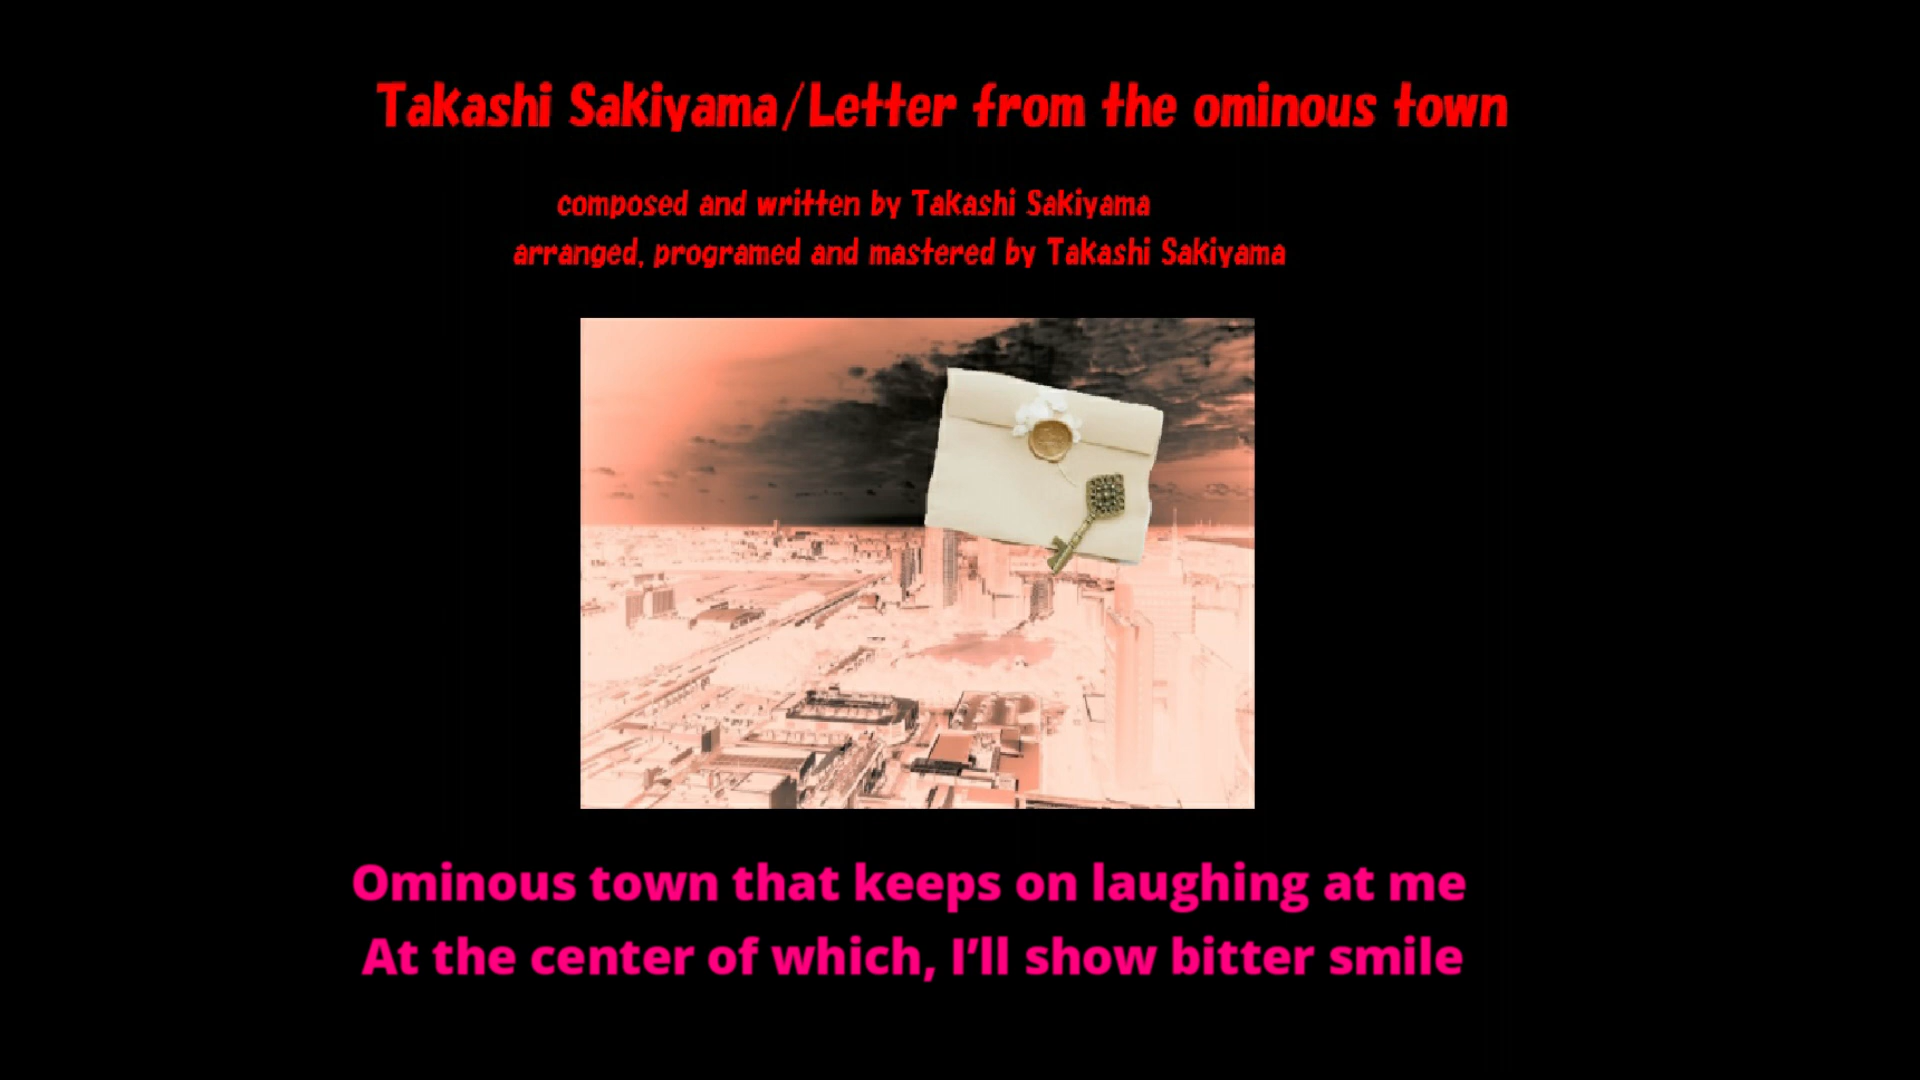 Takashi Sakiyama/Letter from the ominous town
composed and written by Takashi Sakiyama
arranged, programed and mastered by Takashi Sakiyama
Ominous town that keeps on laughing at me
At the center of which, I’ll show bitter smile